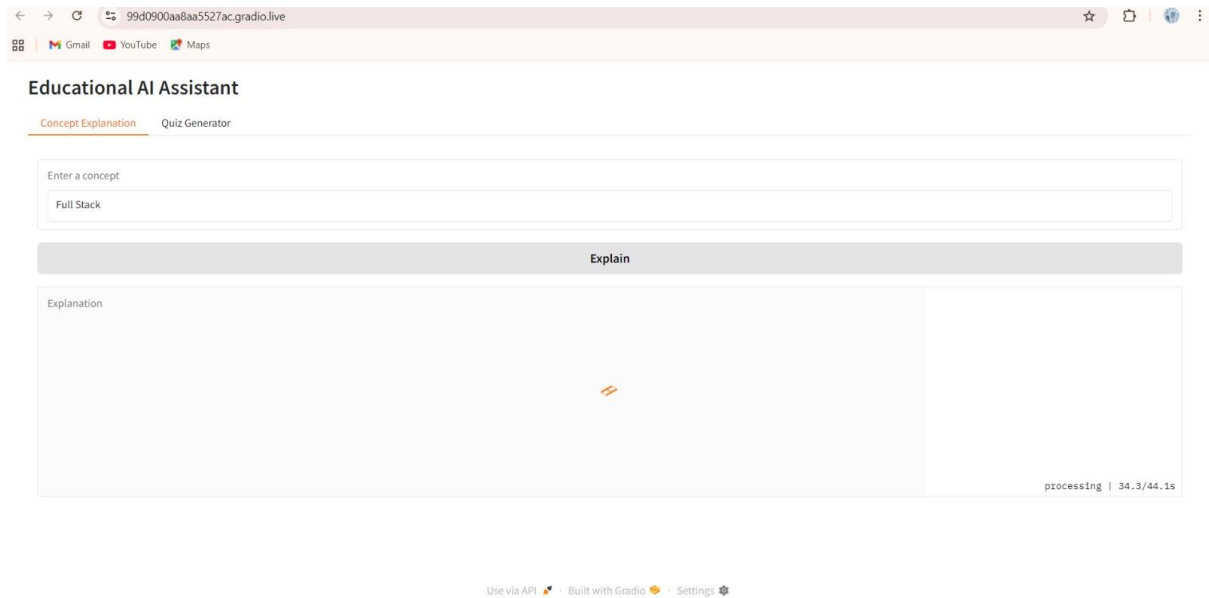 99d0900aa8aa5527ac.gradio.live
Gmail YouTube Maps
Educational AI Assistant
Concept Explanation Quiz Generator
Enter a concept
Full Stack
Explain
Explanation
processing | 34.3/44.1s
Use via API · Built with Gradio · Settings